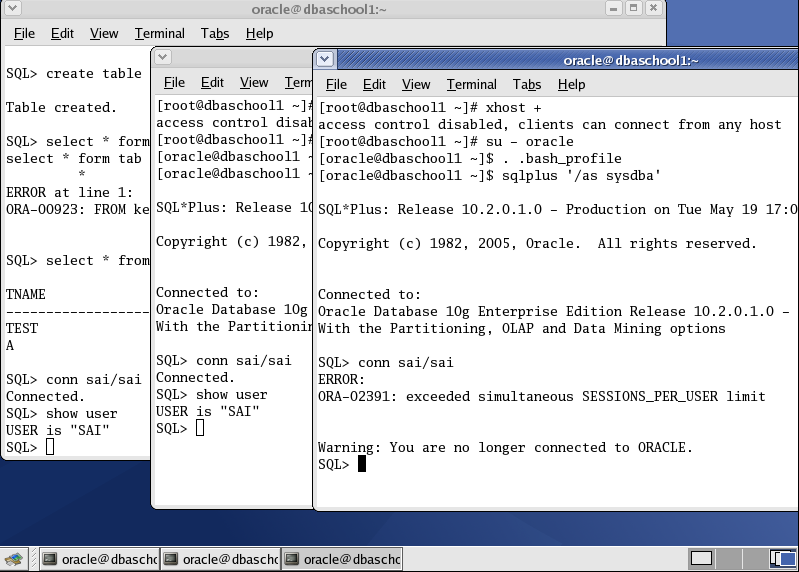 oracle@dbaschool1:~
File Edit View Terminal Tabs Help
SQL> create table
Table created.
SQL> select * form
select * form tab
*
ERROR at line 1:
ORA-00923: FROM ke
SQL> select * from
TNAME
------------------
TEST
A
SQL> conn sai/sai
Connected.
SQL> show user
USER is "SAI"
SQL>
File Edit View Term
[root@dbaschool1 ~]#
access control disab
[root@dbaschool1 ~]#
[oracle@dbaschool1 ~
[oracle@dbaschool1 ~
SQL*Plus: Release 10
Copyright (c) 1982,
Connected to:
Oracle Database 10g
With the Partitionin
SQL> conn sai/sai
Connected.
SQL> show user
USER is "SAI"
SQL>
oracle@dbaschool1:~
File Edit View Terminal Tabs Help
[root@dbaschool1 ~]# xhost +
access control disabled, clients can connect from any host
[root@dbaschool1 ~]# su - oracle
[oracle@dbaschool1 ~]$ . .bash_profile
[oracle@dbaschool1 ~]$ sqlplus '/as sysdba'
SQL*Plus: Release 10.2.0.1.0 - Production on Tue May 19 17:0
Copyright (c) 1982, 2005, Oracle.  All rights reserved.
Connected to:
Oracle Database 10g Enterprise Edition Release 10.2.0.1.0 -
With the Partitioning, OLAP and Data Mining options
SQL> conn sai/sai
ERROR:
ORA-02391: exceeded simultaneous SESSIONS_PER_USER limit
Warning: You are no longer connected to ORACLE.
SQL>
oracle@dbascho oracle@dbascho oracle@dbascho